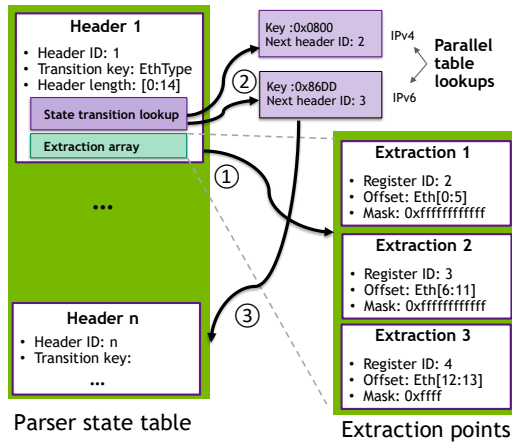 Header 1
• Header ID: 1
• Transition key: EthType
• Header length: [0:14]
State transition lookup
Extraction array
...
Header n
• Header ID: n
• Transition key:
...
Parser state table
①
②
③
Key :0x0800
Next header ID: 2
IPv4
Key :0x86DD
Next header ID: 3
IPv6
Parallel
table
lookups
Extraction 1
• Register ID: 2
• Offset: Eth[0:5]
• Mask: 0xffffffffffff
Extraction 2
• Register ID: 3
• Offset: Eth[6:11]
• Mask: 0xffffffffffff
Extraction 3
• Register ID: 4
• Offset: Eth[12:13]
• Mask: 0xffff
Extraction points